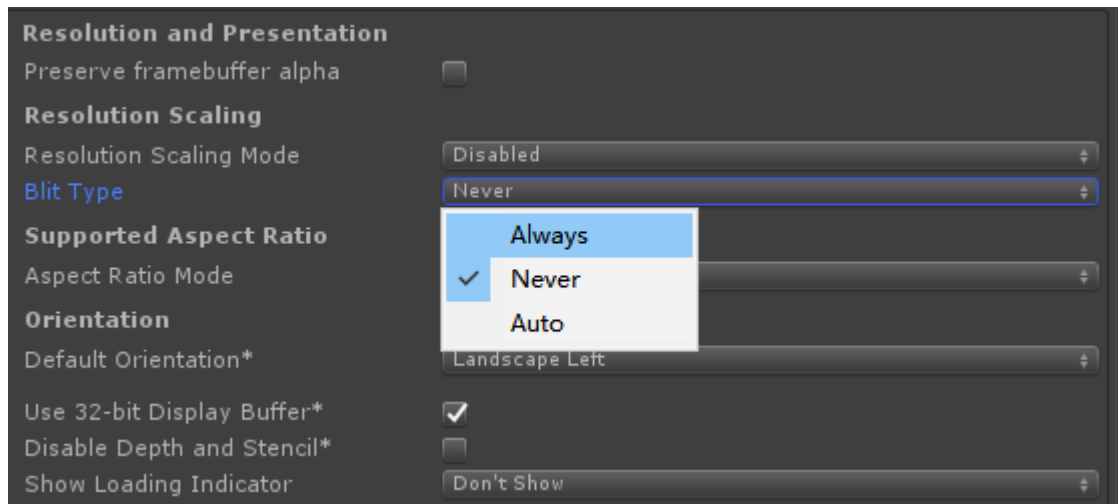 Resolution and Presentation
Preserve framebuffer alpha
Resolution Scaling
Resolution Scaling Mode Disabled
Blit Type Never
Always
Supported Aspect Ratio
Never
Aspect Ratio Mode
Auto
Orientation
Default Orientation* Landscape Left
Use 32-bit Display Buffer*
Disable Depth and Stencil*
Show Loading Indicator Don't Show